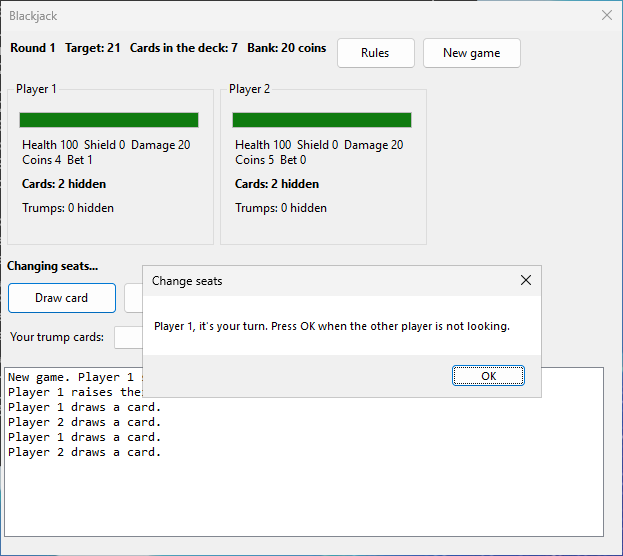 Blackjack
Round 1 Target: 21 Cards in the deck: 7 Bank: 20 coins Rules New game
Player 1 Player 2
Health 100 Shield 0 Damage 20 Health 100 Shield 0 Damage 20
Coins 4 Bet 1 Coins 5 Bet 0
Cards: 2 hidden Cards: 2 hidden
Trumps: 0 hidden Trumps: 0 hidden
Changing seats...
Draw card
Your trump cards:
Change seats
Player 1, it's your turn. Press OK when the other player is not looking.
OK
New game. Player 1
Player 1 raises the
Player 1 draws a card.
Player 2 draws a card.
Player 1 draws a card.
Player 2 draws a card.